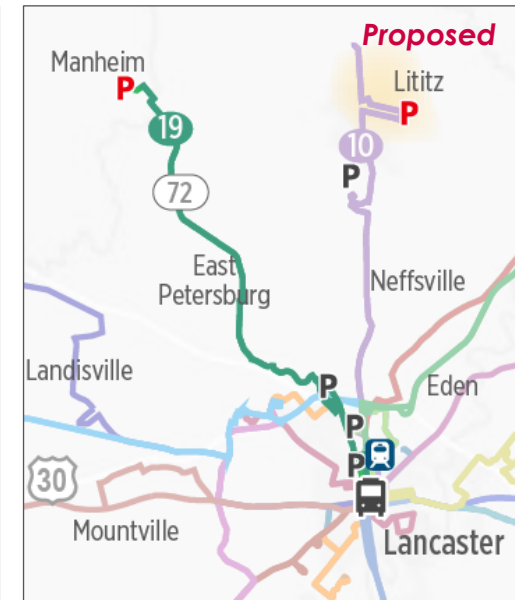 Proposed
Manheim
Lititz
P
P
19
10
P
72
East
Petersburg
Neffsville
Landisville
Eden
P
P
P
30
Mountville
Lancaster